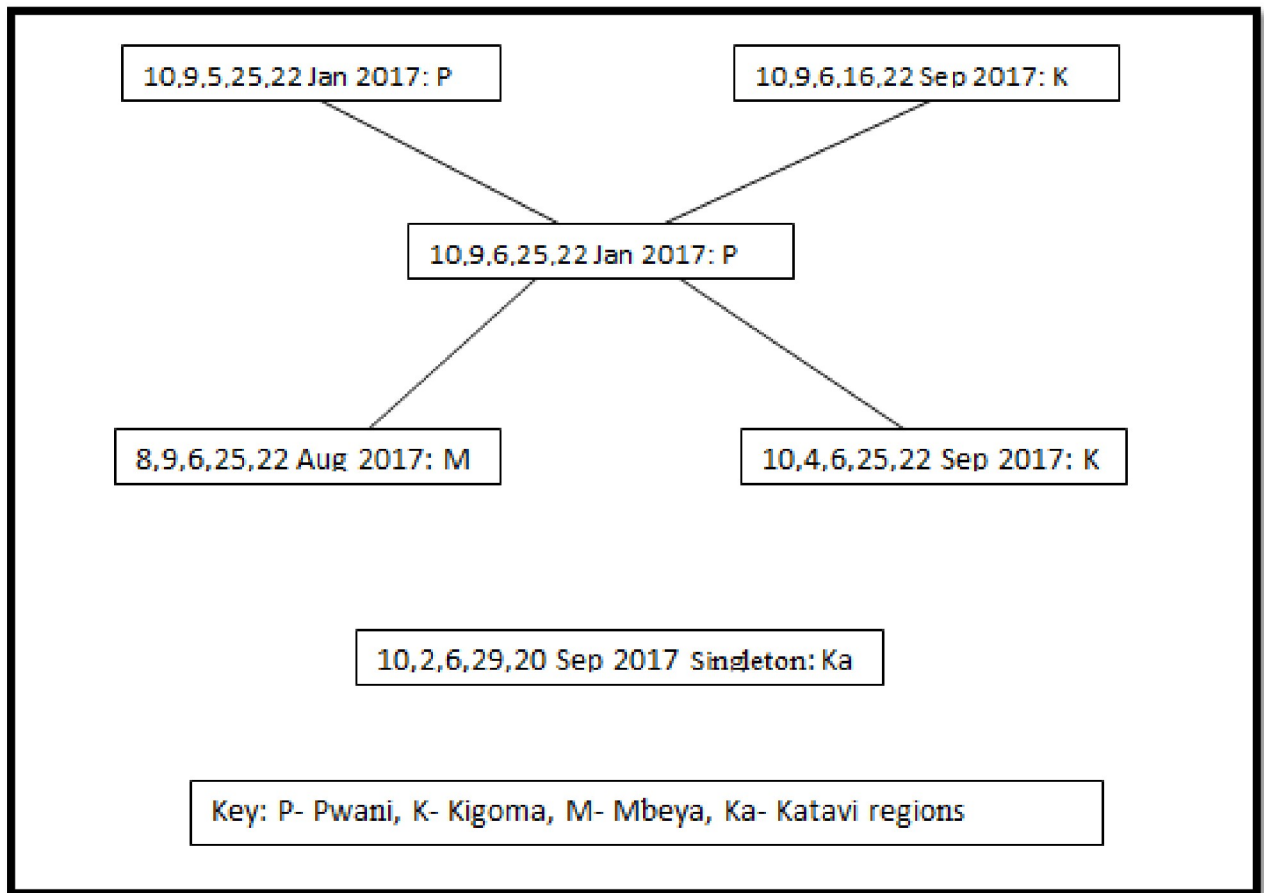 10,9,5,25,22 Jan 2017: P
10,9,6,16,22 Sep 2017: K
10,9,6,25,22 Jan 2017: P
8,9,6,25,22 Aug 2017: M
10,4,6,25,22 Sep 2017: K
10,2,6,29,20 Sep 2017 Singleton: Ka
Key: P- Pwani, K- Kigoma, M- Mbeya, Ka- Katavi regions